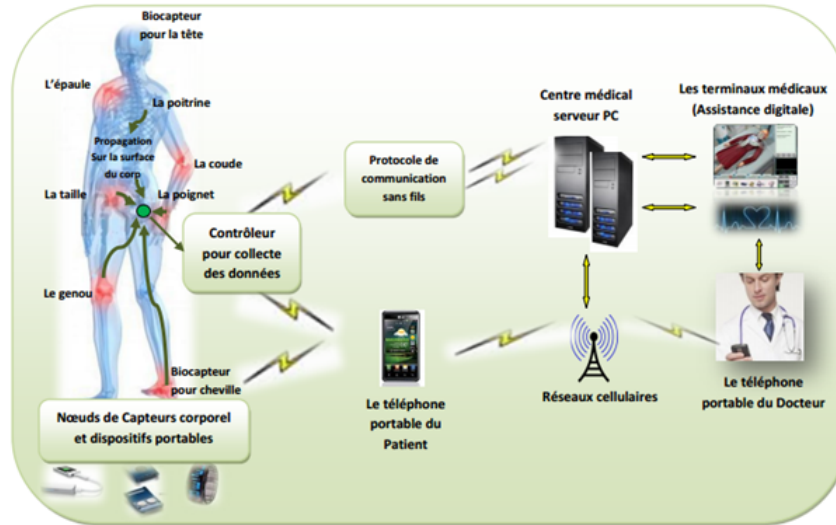 Biocapteur
pour la tête
L'épaule
La poitrine
Propagation
Sur la surface
du corp
La coude
La taille
La poignet
Contrôleur
pour collecte
des données
Le genou
Biocapteur
pour cheville
Nœuds de Capteurs corporel
et dispositifs portables
Protocole de
communication
sans fils
Le téléphone
portable du
Patient
Centre médical
serveur PC
Réseaux cellulaires
Les terminaux médicaux
(Assistance digitale)
Le téléphone
portable du Docteur